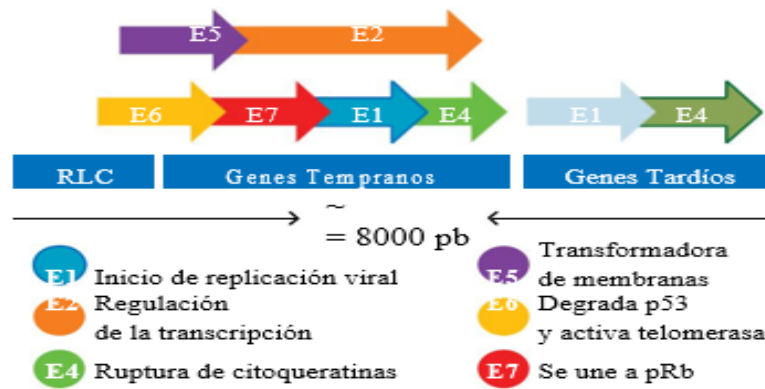 E5 E2
E6 E7 E1 E4 E1 E4
RLC Genes Tempranos Genes Tardíos
~
= 8000 pb
E1 Inicio de replicación viral
E2 Regulación
de la transcripción
E4 Ruptura de citoqueratinas
E5 Transformadora
de membranas
E6 Degrada p53
y activa telomerasa
E7 Se une a pRb